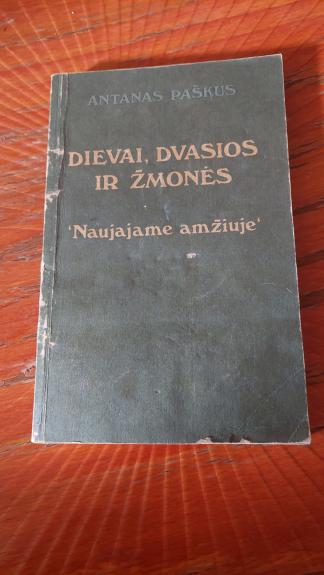 ANTANAS PAŠKUS
DIEVAI, DVASIOS
IR ŽMONĖS
'Naujajame amžiuje'